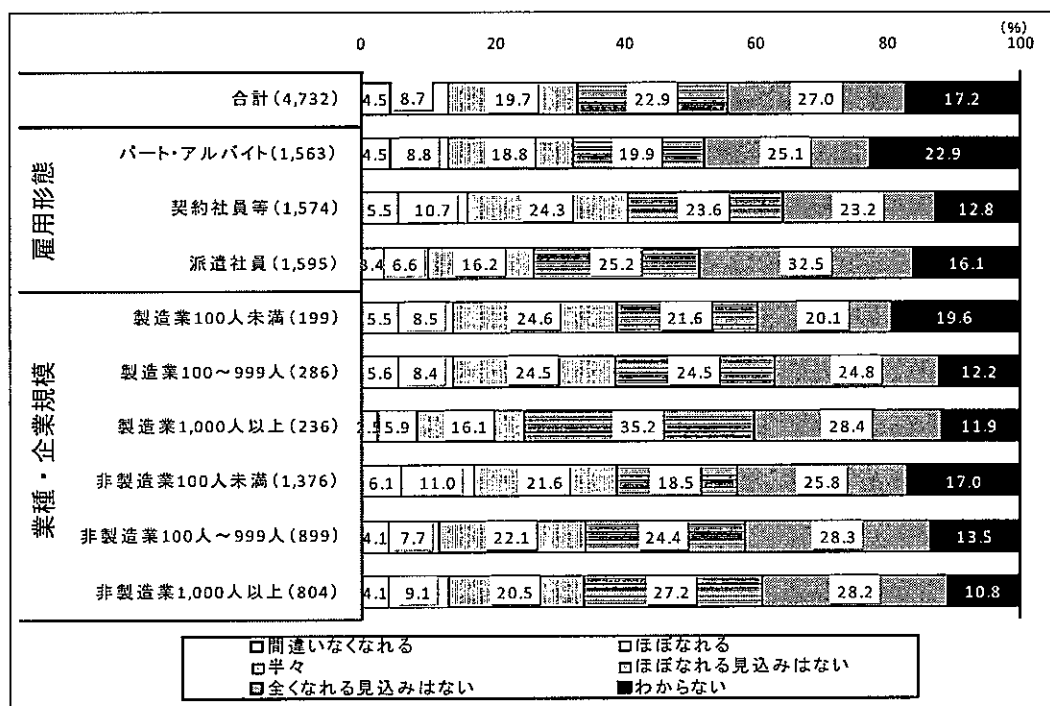 (%)
0 20 40 60 80 100
合計(4,732) 4.5 8.7 19.7 22.9 27.0 17.2
雇用形態
パート・アルバイト(1,563) 4.5 8.8 18.8 19.9 25.1 22.9
契約社員等(1,574) 5.5 10.7 24.3 23.6 23.2 12.8
派遣社員(1,595) 3.4 6.6 16.2 25.2 32.5 16.1
業種・企業規模
製造業100人未満(199) 5.5 8.5 24.6 21.6 20.1 19.6
製造業100～999人(286) 5.6 8.4 24.5 24.5 24.8 12.2
製造業1,000人以上(236) 2.5 5.9 16.1 35.2 28.4 11.9
非製造業100人未満(1,376) 6.1 11.0 21.6 18.5 25.8 17.0
非製造業100人～999人(899) 4.1 7.7 22.1 24.4 28.3 13.5
非製造業1,000人以上(804) 4.1 9.1 20.5 27.2 28.2 10.8
間違いなくなれる ほぼなれる
半々 ほぼなれる見込みはない
全くなれる見込みはない わからない